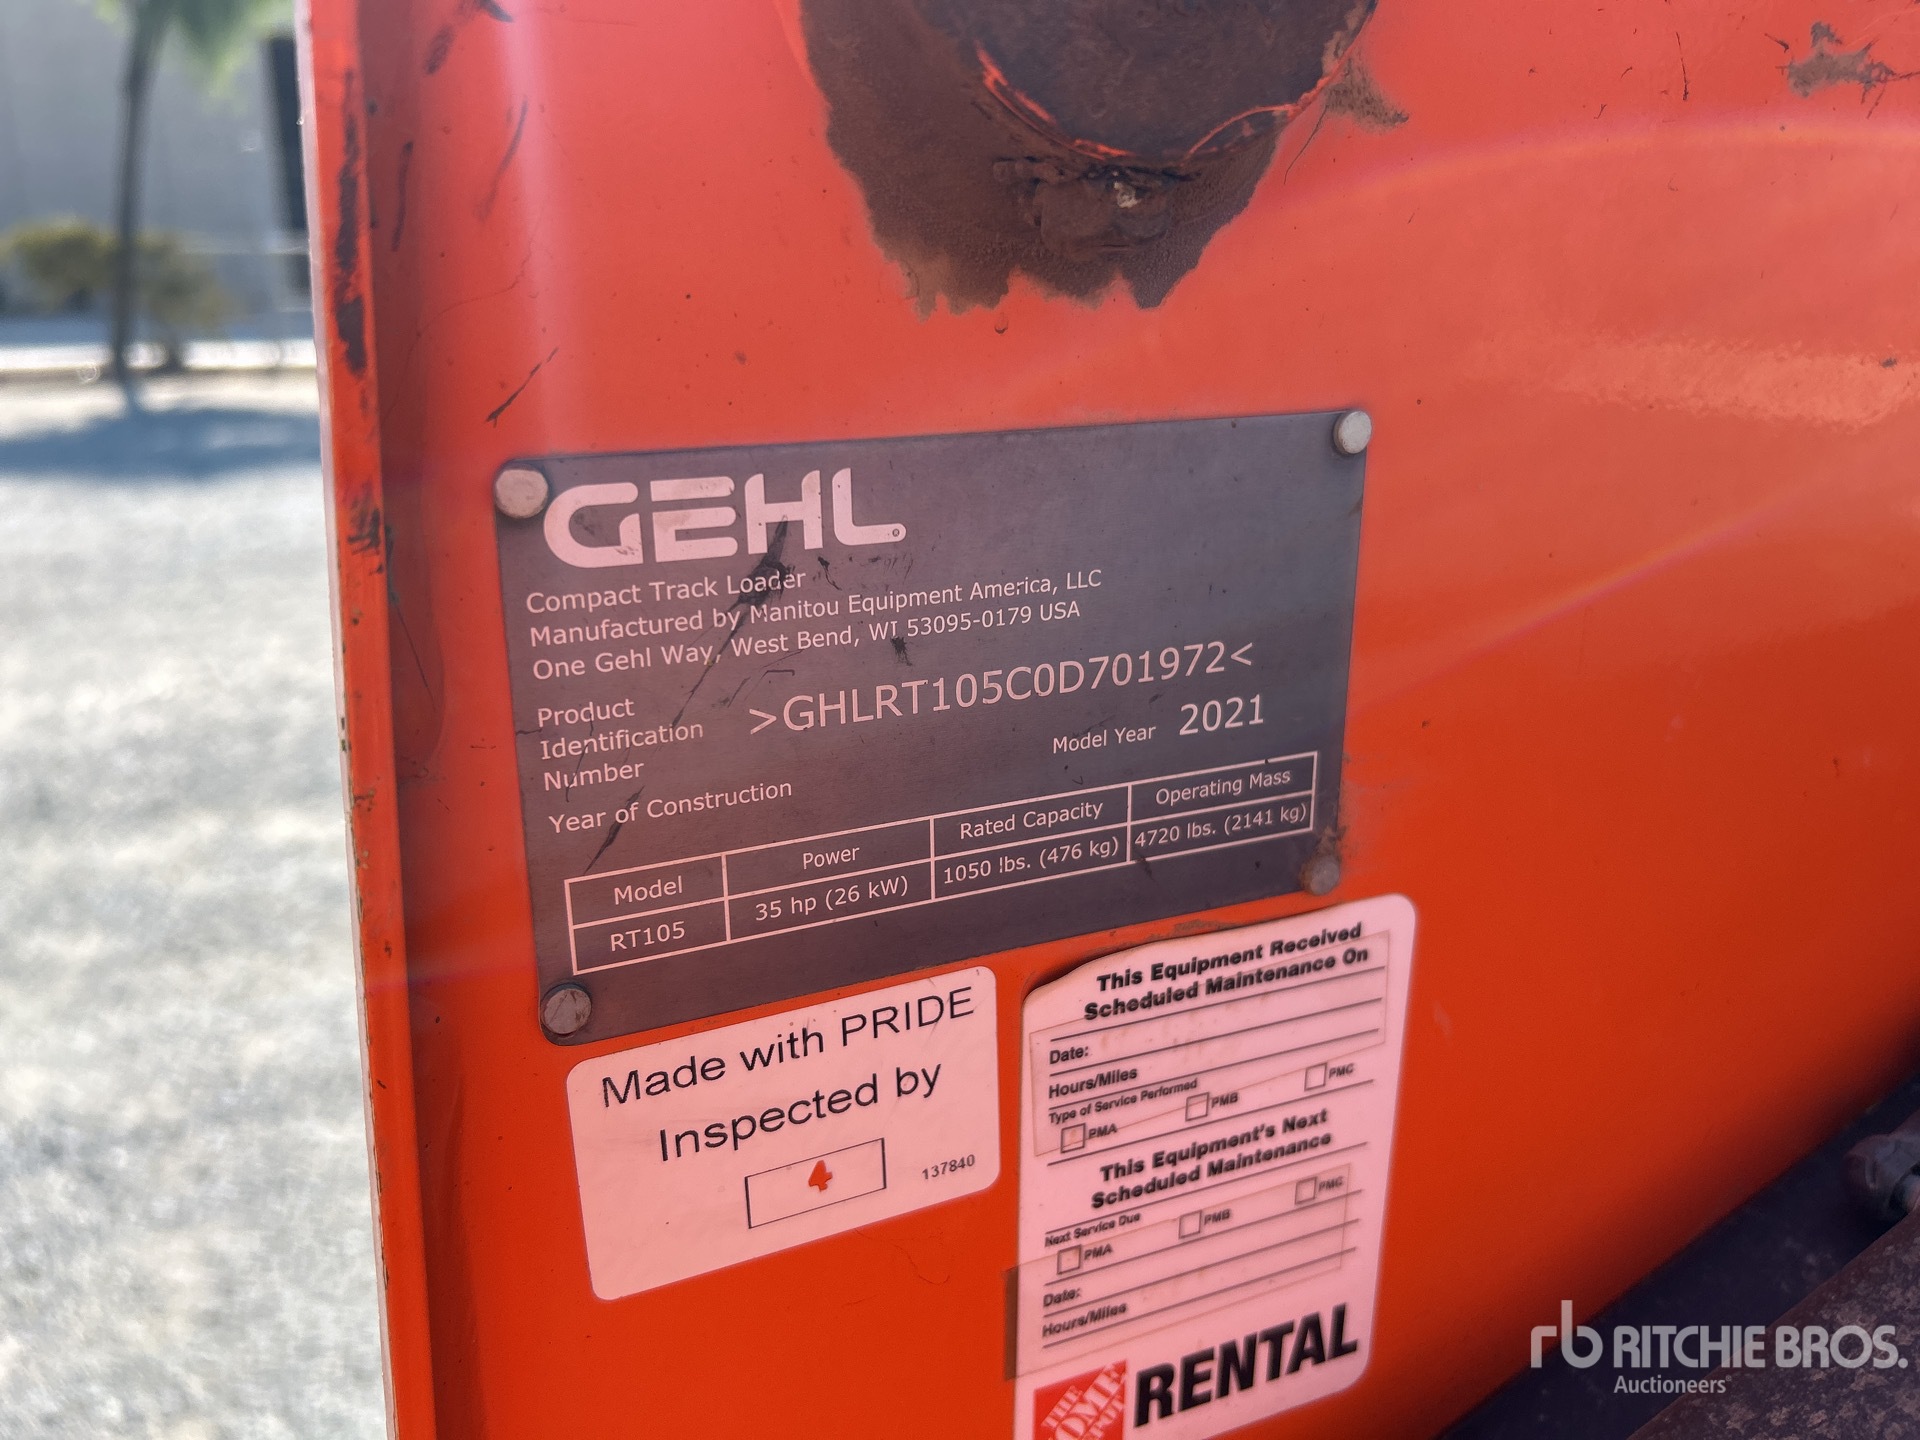 GEHL®
Compact Track Loader
Manufactured by Manitou Equipment America, LLC
One Gehl Way, West Bend, WI 53095-0179 USA
Product
Identification
Number
>GHLRT105C0D701972<
Model Year 2021
Year of Construction
Model Power Rated Capacity Operating Mass
RT105 35 hp (26 kW) 1050 lbs. (476 kg) 4720 lbs. (2141 kg)
Made with PRIDE
Inspected by
4
137840
This Equipment Received
Scheduled Maintenance On
Date:
Hours/Miles
Type of Service Performed
PMA PMB PMC
This Equipment's Next
Scheduled Maintenance
Next Service Due
PMA PMB PMC
Date:
Hours/Miles
THE
HOME
DEPOT
RENTAL
rb RITCHIE BROS.
Auctioneers